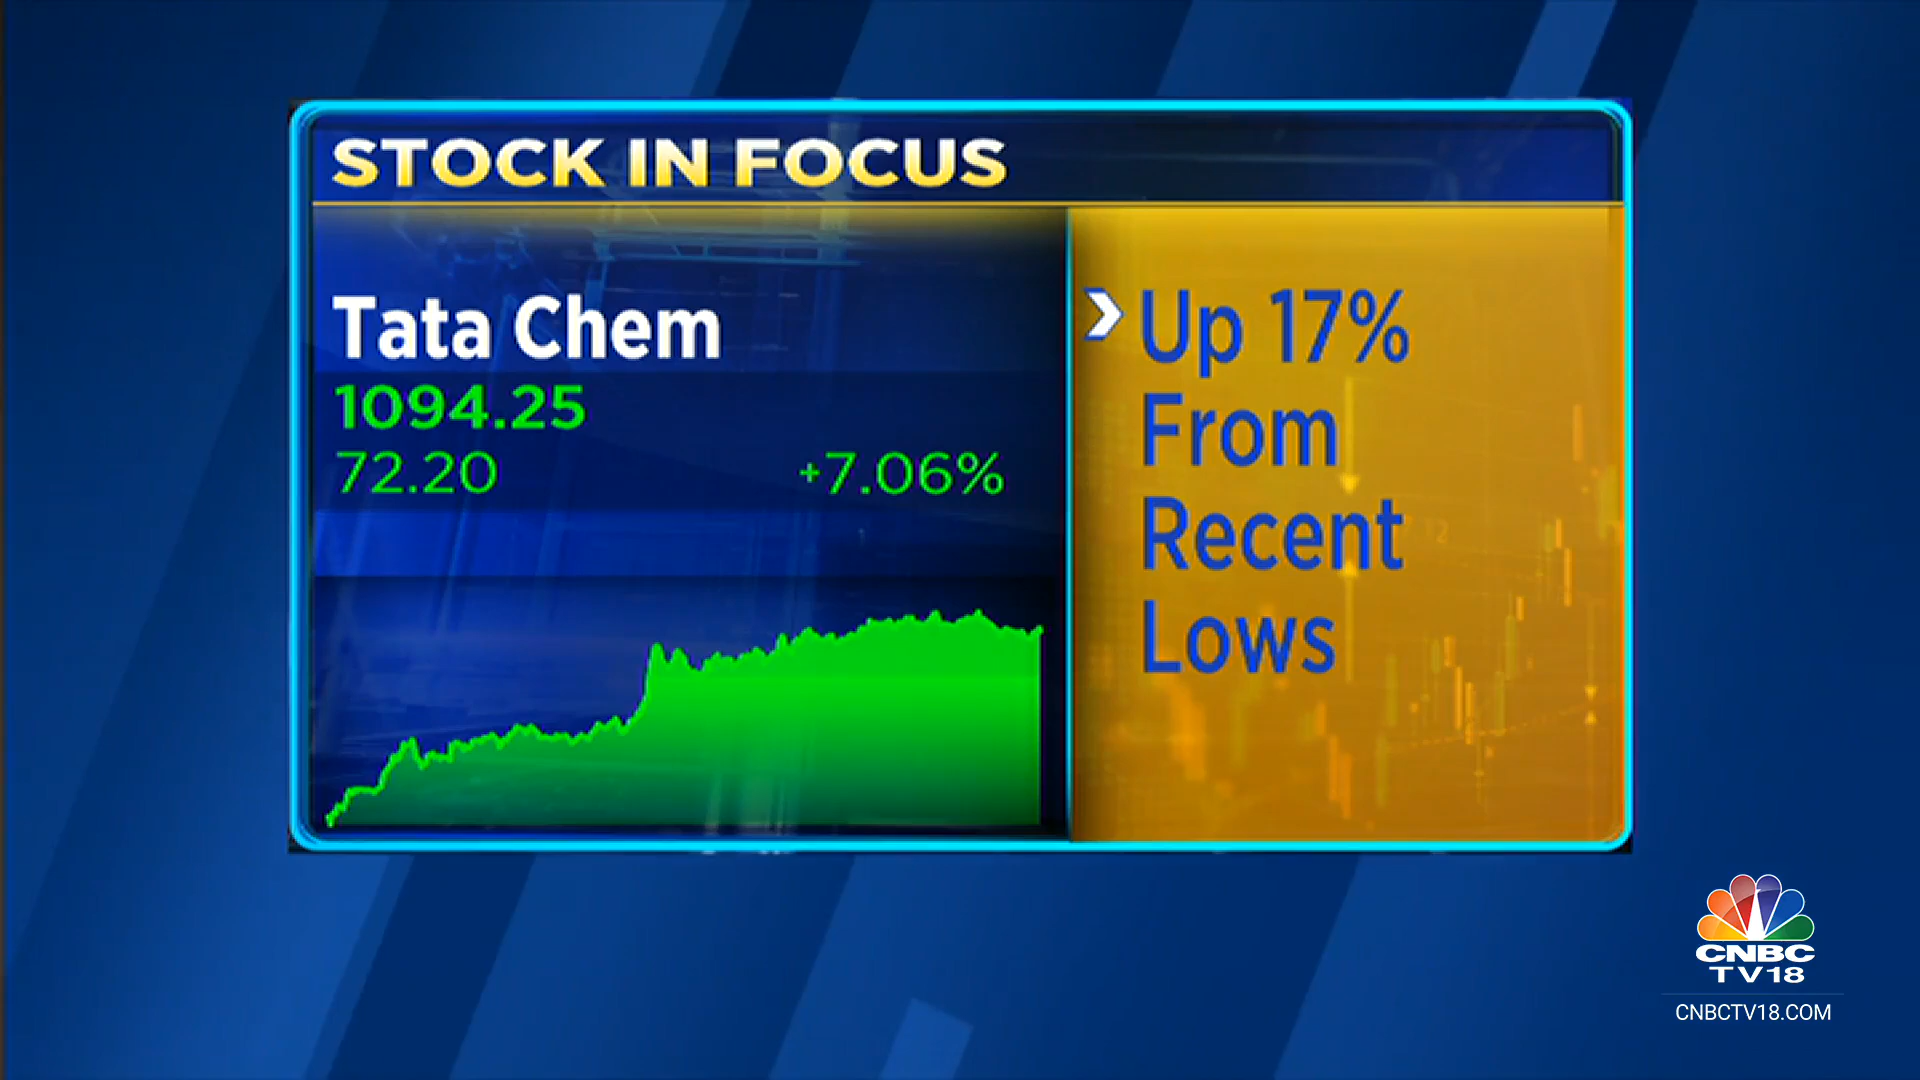 STOCK IN FOCUS
Tata Chem
1094.25
72.20 +7.06%
Up 17%
From
Recent
Lows
CNBC
TV18
CNBCTV18.COM